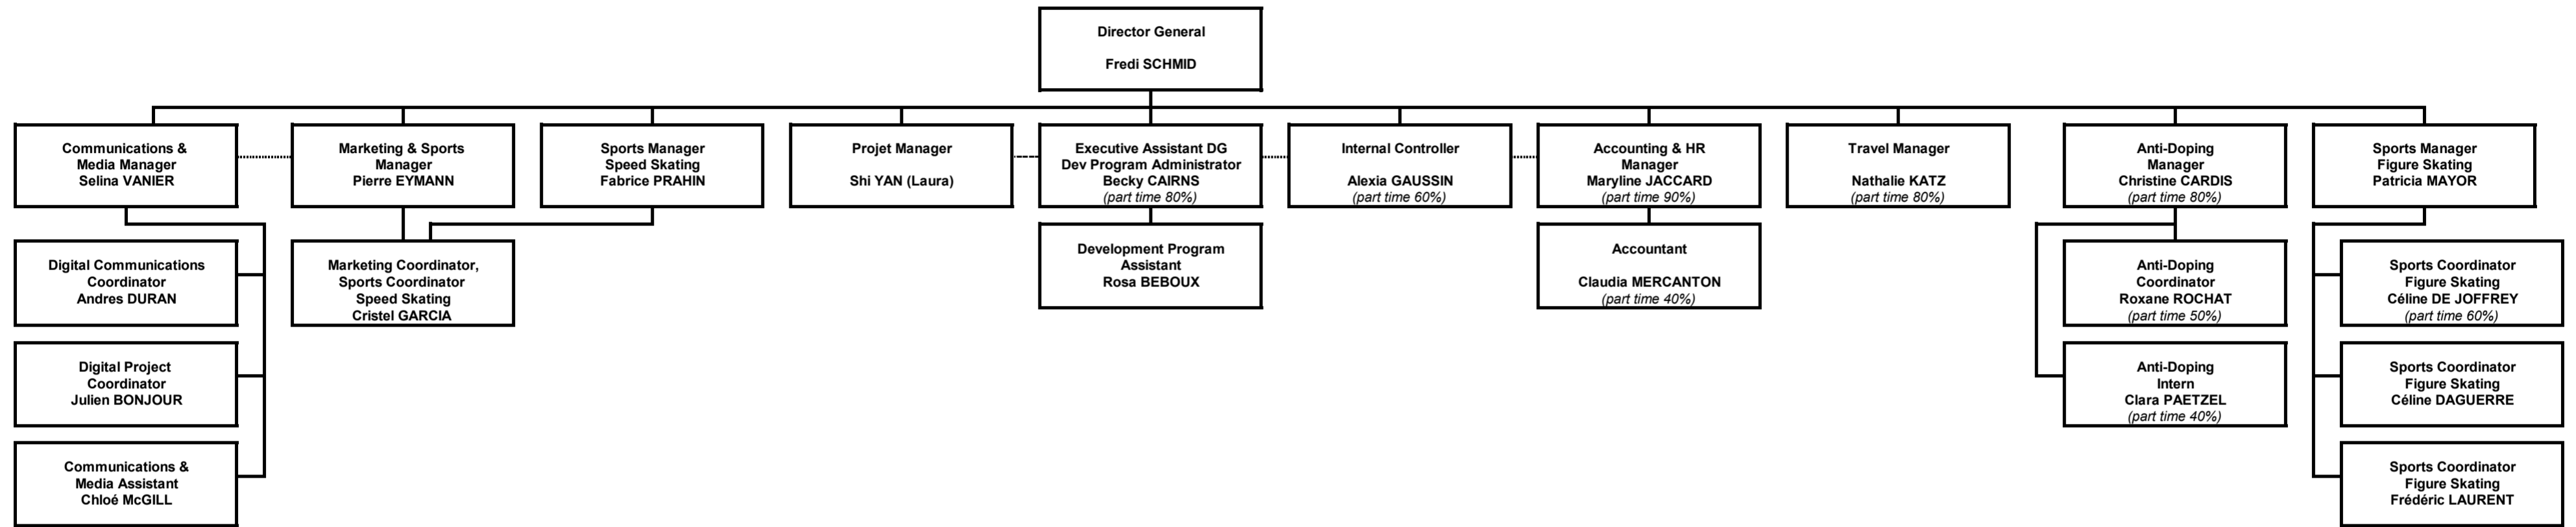 Director General
Fredi SCHMID
Communications &
Media Manager
Selina VANIER
Marketing & Sports
Manager
Pierre EYMANN
Sports Manager
Speed Skating
Fabrice PRAHIN
Projet Manager
Shi YAN (Laura)
Executive Assistant DG
Dev Program Administrator
Becky CAIRNS
(part time 80%)
Internal Controller
Alexia GAUSSIN
(part time 60%)
Accounting & HR
Manager
Maryline JACCARD
(part time 90%)
Travel Manager
Nathalie KATZ
(part time 80%)
Anti-Doping
Manager
Christine CARDIS
(part time 80%)
Sports Manager
Figure Skating
Patricia MAYOR
Digital Communications
Coordinator
Andres DURAN
Marketing Coordinator,
Sports Coordinator
Speed Skating
Cristel GARCIA
Development Program
Assistant
Rosa BEBOUX
Accountant
Claudia MERCANTON
(part time 40%)
Anti-Doping
Coordinator
Roxane ROCHAT
(part time 50%)
Sports Coordinator
Figure Skating
Céline DE JOFFREY
(part time 60%)
Digital Project
Coordinator
Julien BONJOUR
Anti-Doping
Intern
Clara PAETZEL
(part time 40%)
Sports Coordinator
Figure Skating
Céline DAGUERRE
Communications &
Media Assistant
Chloé McGILL
Sports Coordinator
Figure Skating
Frédéric LAURENT